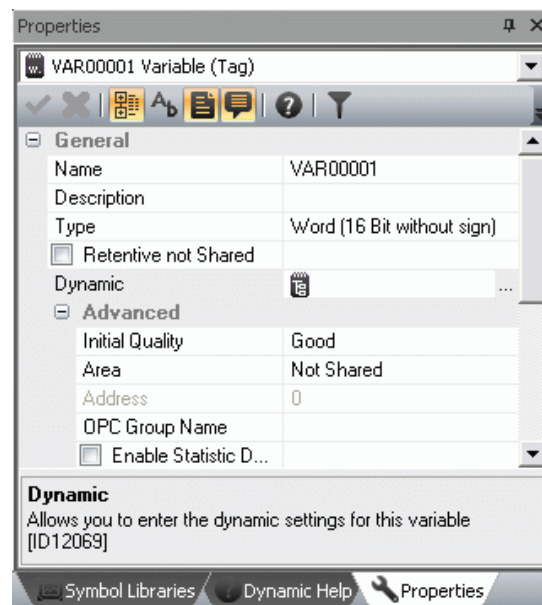 Properties
VAR00001 Variable (Tag)
General
Name VAR00001
Description
Type Word (16 Bit without sign)
Retentive not Shared
Dynamic ...
Advanced
Initial Quality Good
Area Not Shared
Address 0
OPC Group Name
Enable Statistic D...
Dynamic
Allows you to enter the dynamic settings for this variable
[ID12069]
Symbol Libraries Dynamic Help Properties